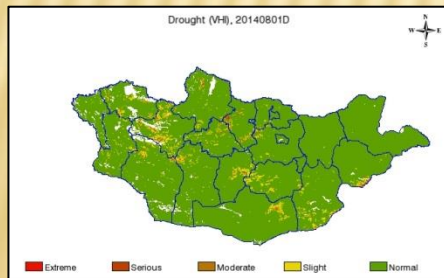 Drought (VHI), 20140801D
N
W E
S
Extreme Serious Moderate Slight Normal